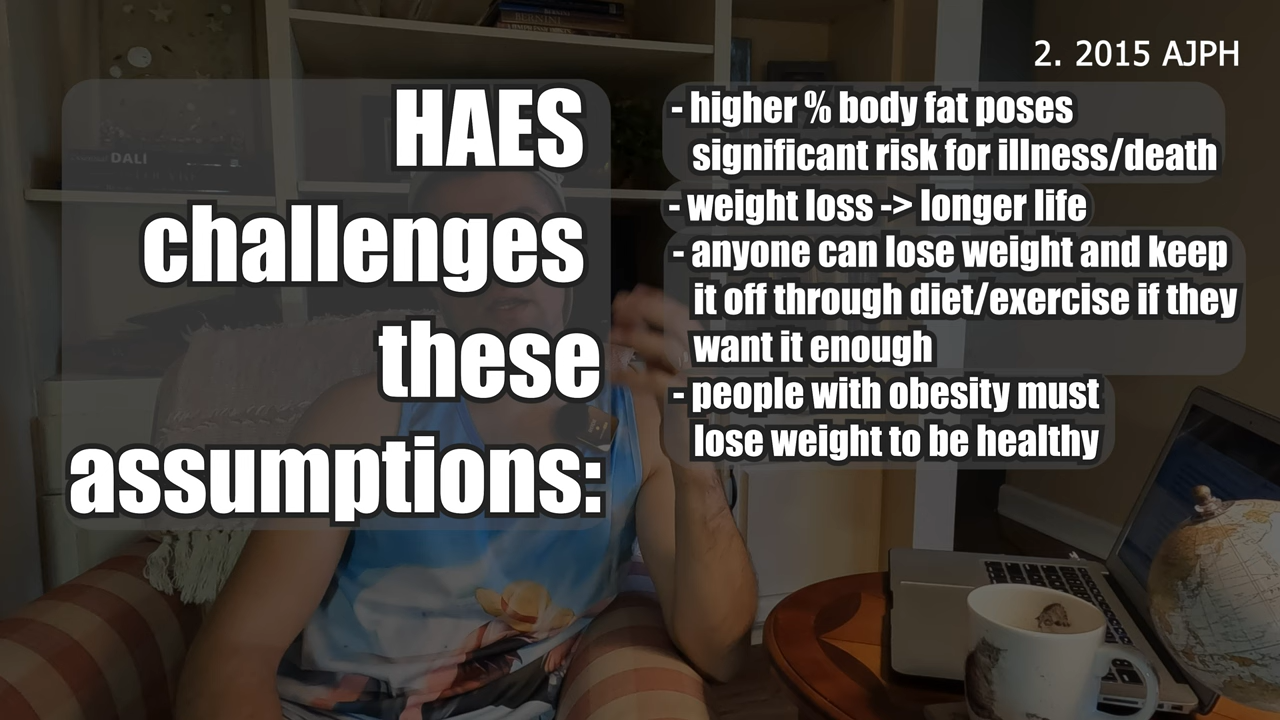 2. 2015 AJPH
HAES
challenges
these
assumptions:
- higher % body fat poses
significant risk for illness/death
- weight loss -> longer life
- anyone can lose weight and keep
it off through diet/exercise if they
want it enough
- people with obesity must
lose weight to be healthy
DALI